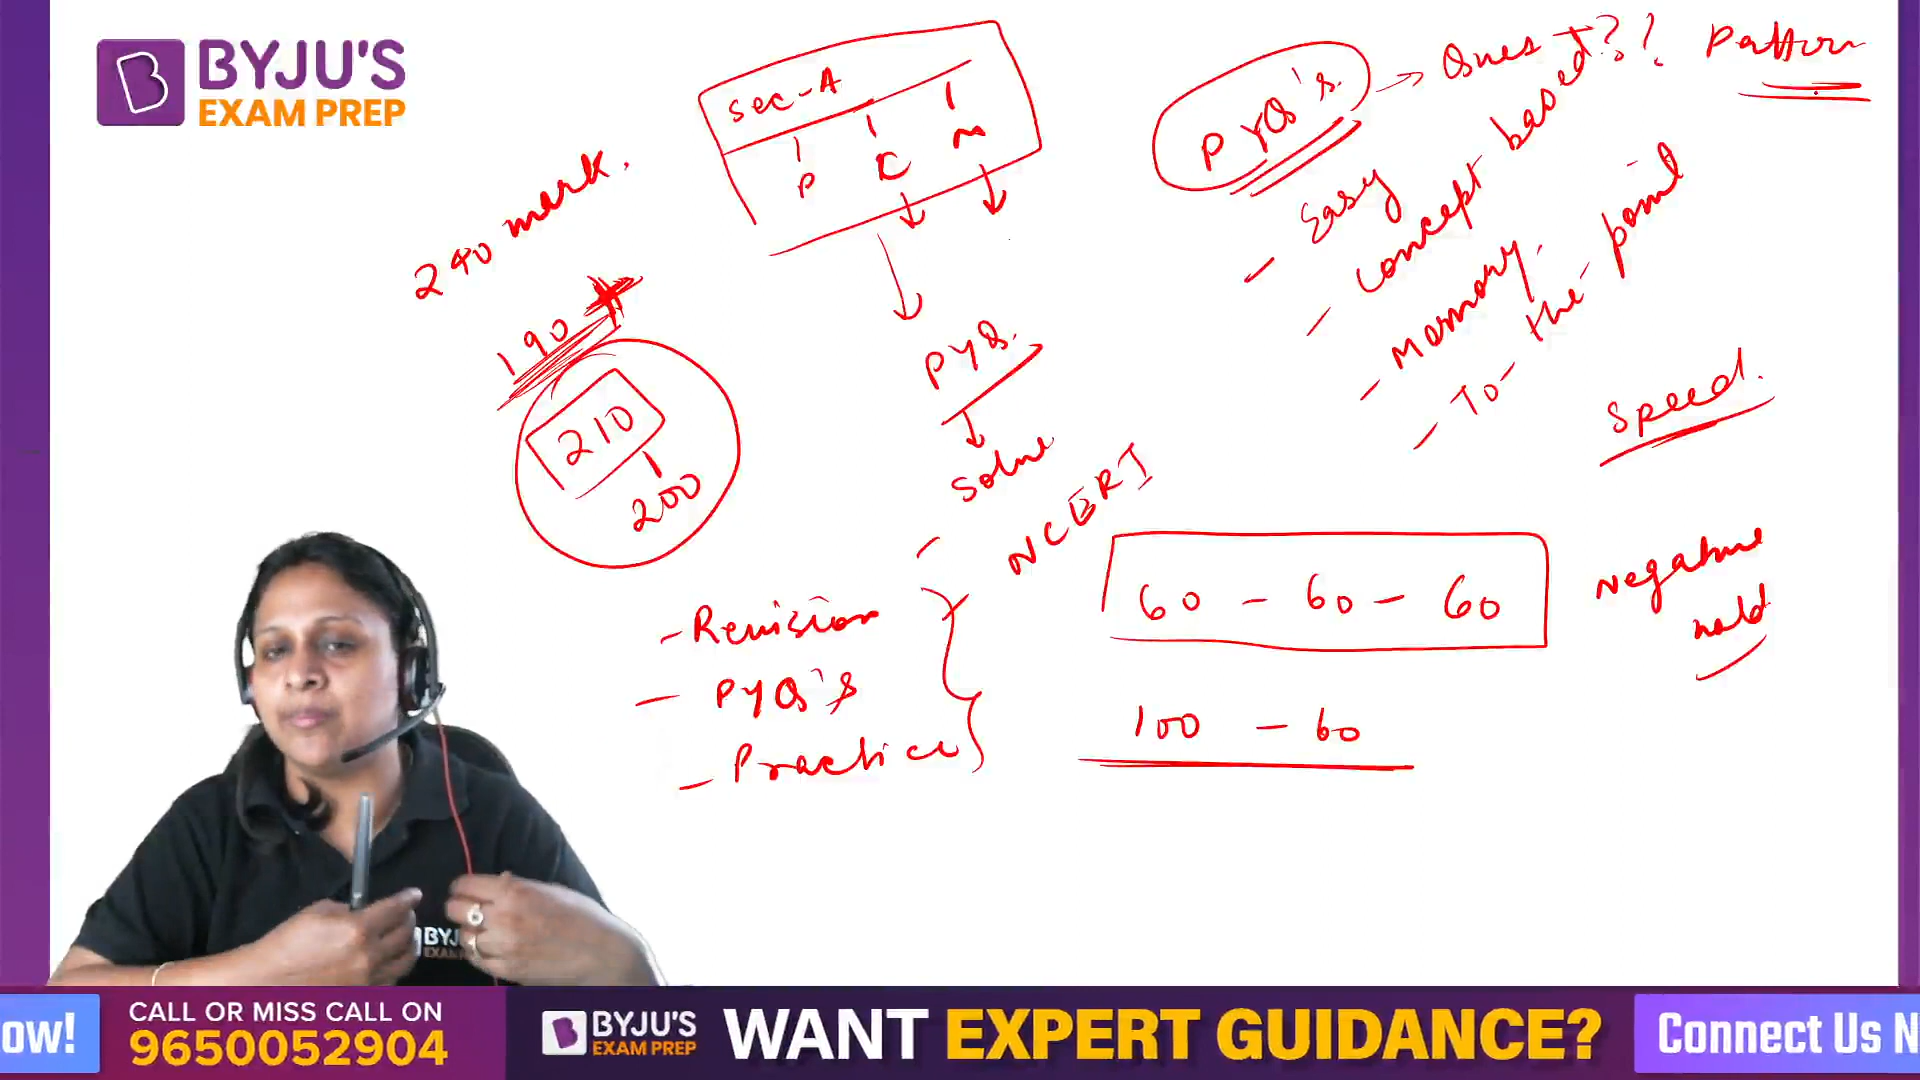 BYJU'S
EXAM PREP
sec-A
P C M
240 mark.
190
210
200
PYQ.
Solve
NCERT
- Revision
- PYQ's
- Practice
PYQ's. → Ques ?? Pattern
- Easy
- concept based
- Memory.
- To-the-point
Speed.
60 - 60 - 60
100 - 60
Negative
BYJ
EXAM
ow!
CALL OR MISS CALL ON
9650052904
BYJU'S
EXAM PREP
WANT EXPERT GUIDANCE?
Connect Us N